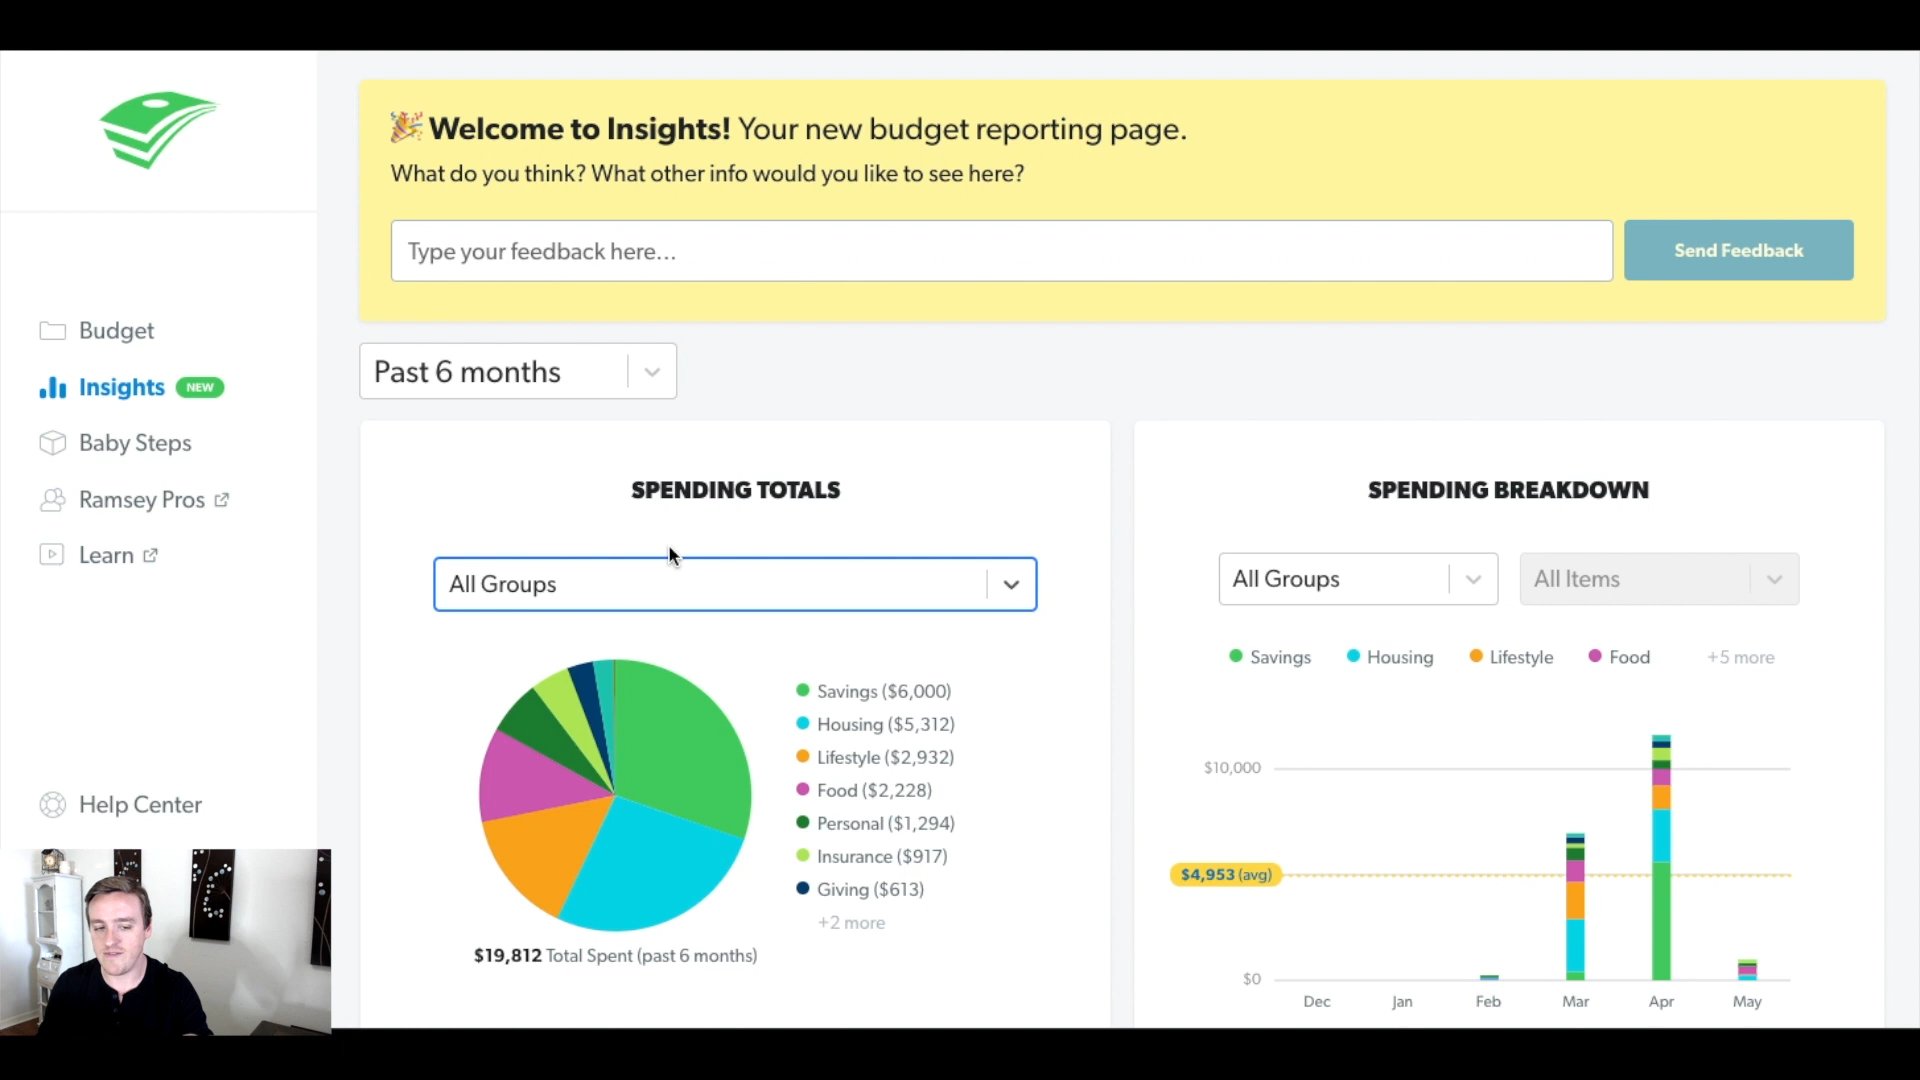 Welcome to Insights! Your new budget reporting page.
What do you think? What other info would you like to see here?
Type your feedback here...
Send Feedback
Budget
Insights NEW
Baby Steps
Ramsey Pros
Learn
Help Center
Past 6 months
SPENDING TOTALS
All Groups
Savings ($6,000)
Housing ($5,312)
Lifestyle ($2,932)
Food ($2,228)
Personal ($1,294)
Insurance ($917)
Giving ($613)
+2 more
$19,812 Total Spent (past 6 months)
SPENDING BREAKDOWN
All Groups
All Items
Savings Housing Lifestyle Food +5 more
$10,000
$4,953 (avg)
$0
Dec Jan Feb Mar Apr May